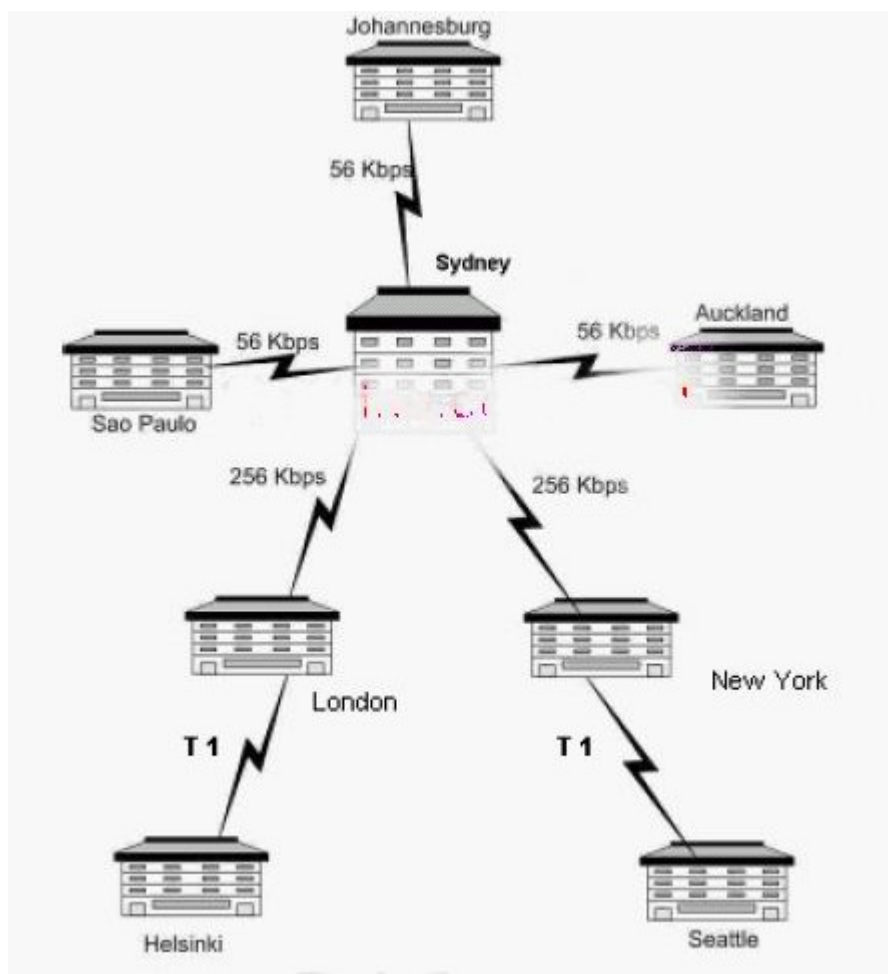 Johannesburg
56 Kbps
Sydney
56 Kbps
56 Kbps
Auckland
Sao Paulo
256 Kbps
256 Kbps
London
New York
T 1
T 1
Helsinki
Seattle